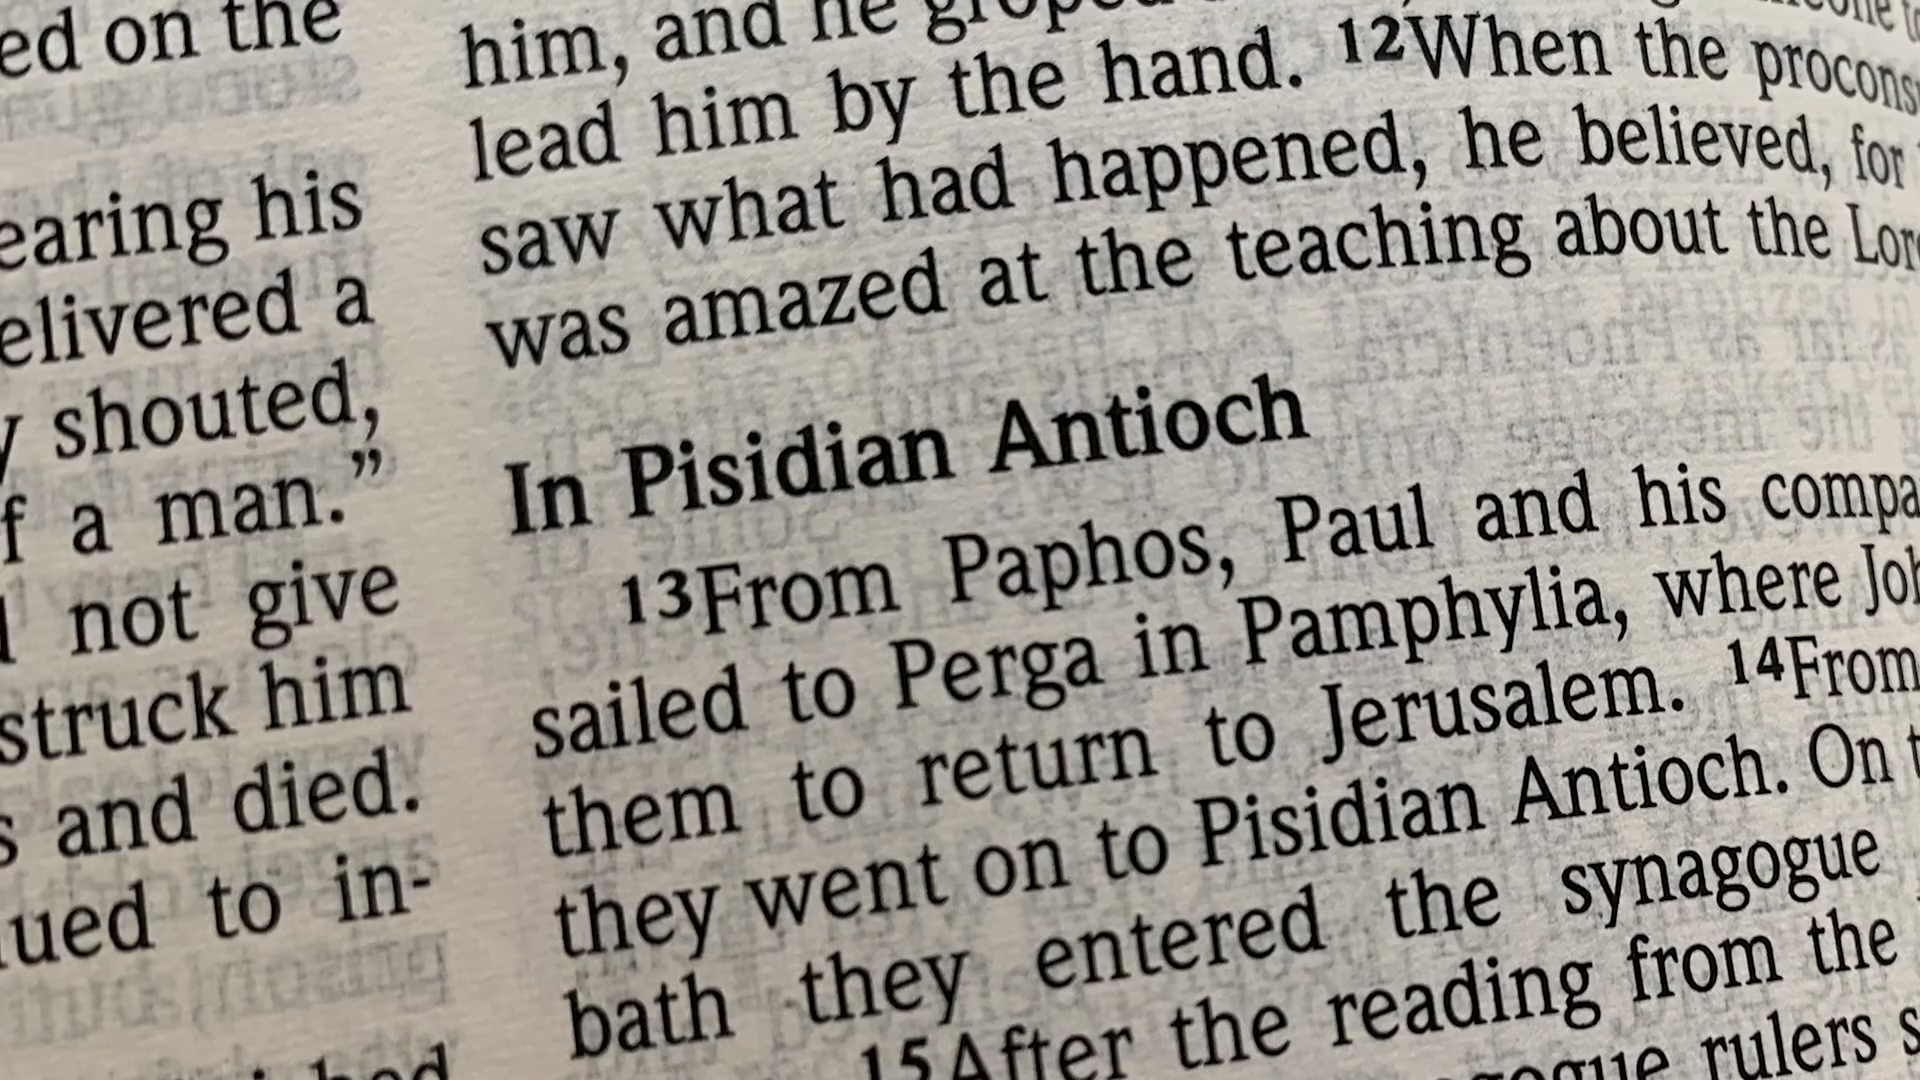 ed on the
earing his
elivered a
shouted,
f a man.”
not give
struck him
and died.
ued to in-
him, and he
lead him by the hand. 12When the
saw what had happened, he believed, for
was amazed at the teaching about the
In Pisidian Antioch
13From Paphos, Paul and his compa
sailed to Perga in Pamphylia, where
them to return to Jerusalem. 14From
they went on to Pisidian Antioch. On
bath they entered the synagogue
15After the reading from the
rulers